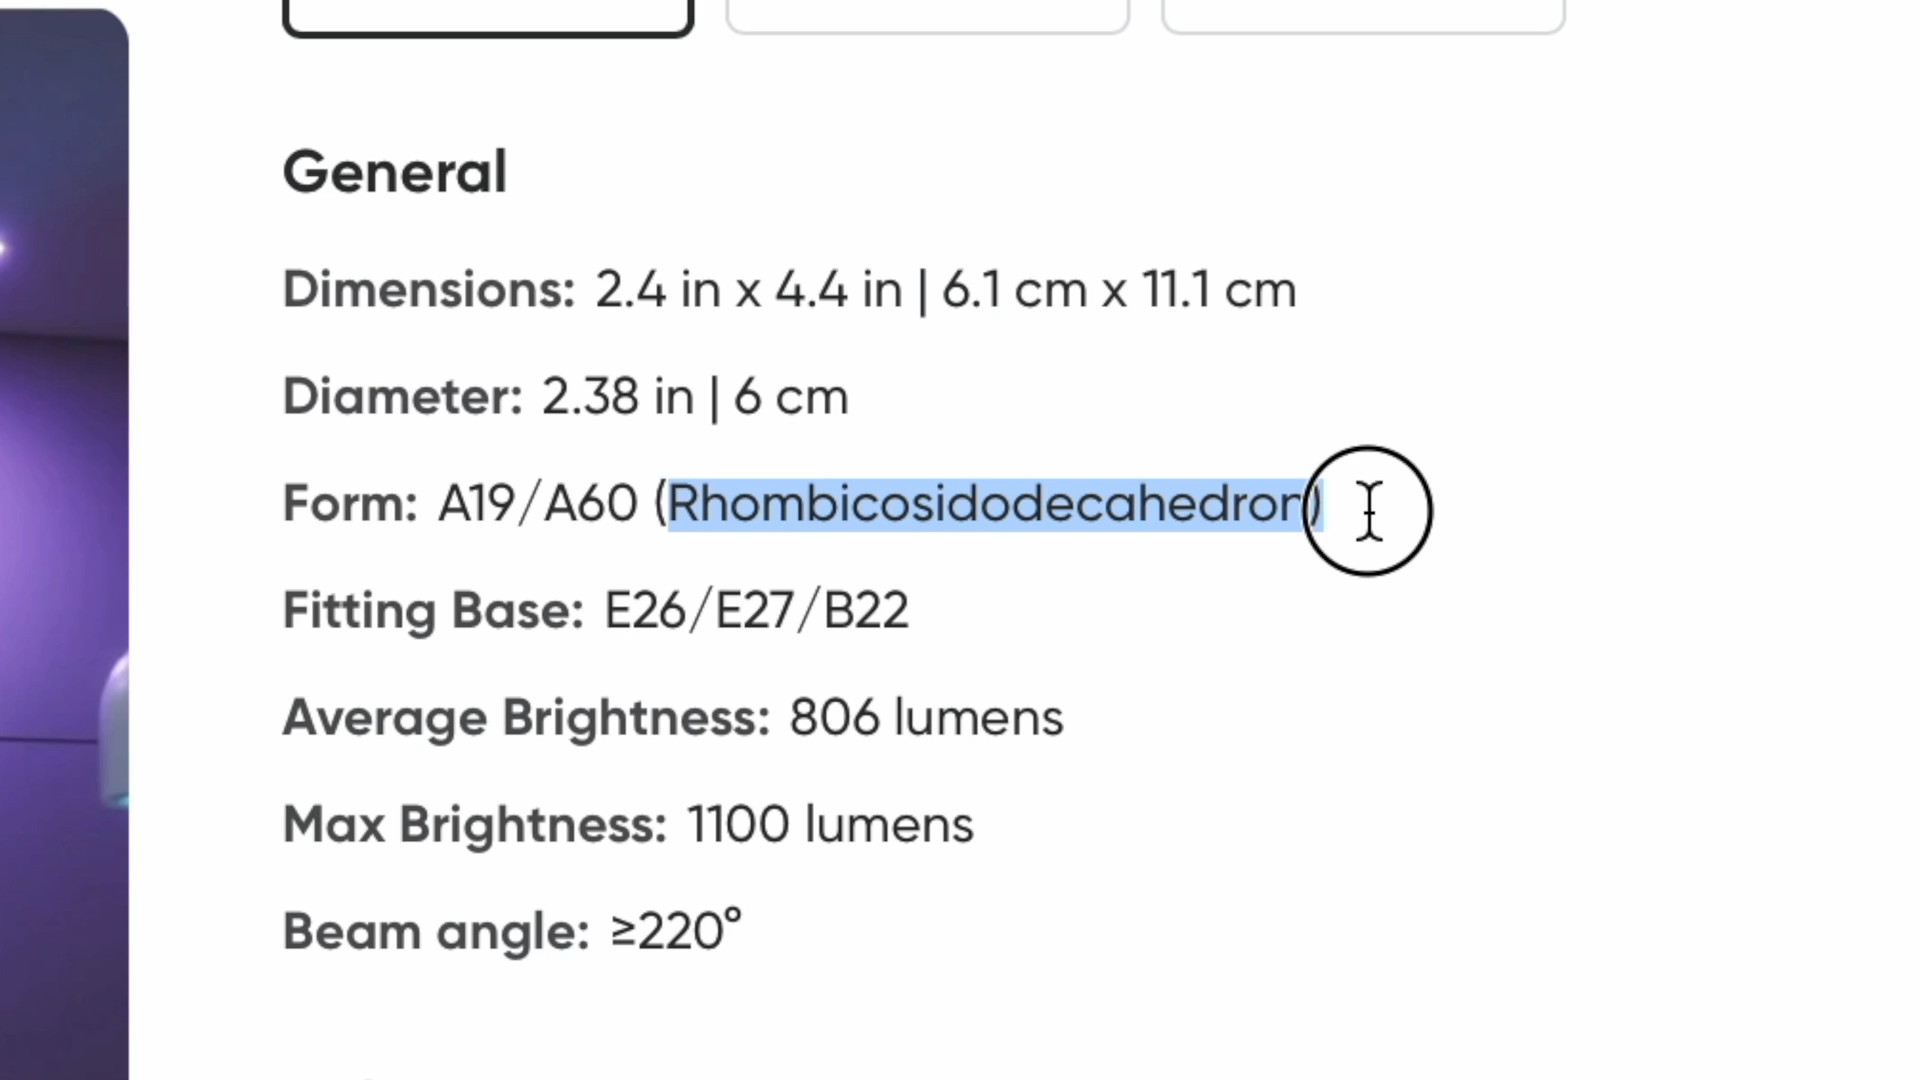 General
Dimensions: 2.4 in x 4.4 in | 6.1 cm x 11.1 cm
Diameter: 2.38 in | 6 cm
Form: A19/A60 (Rhombicosidodecahedron)
Fitting Base: E26/E27/B22
Average Brightness: 806 lumens
Max Brightness: 1100 lumens
Beam angle: ≥220°